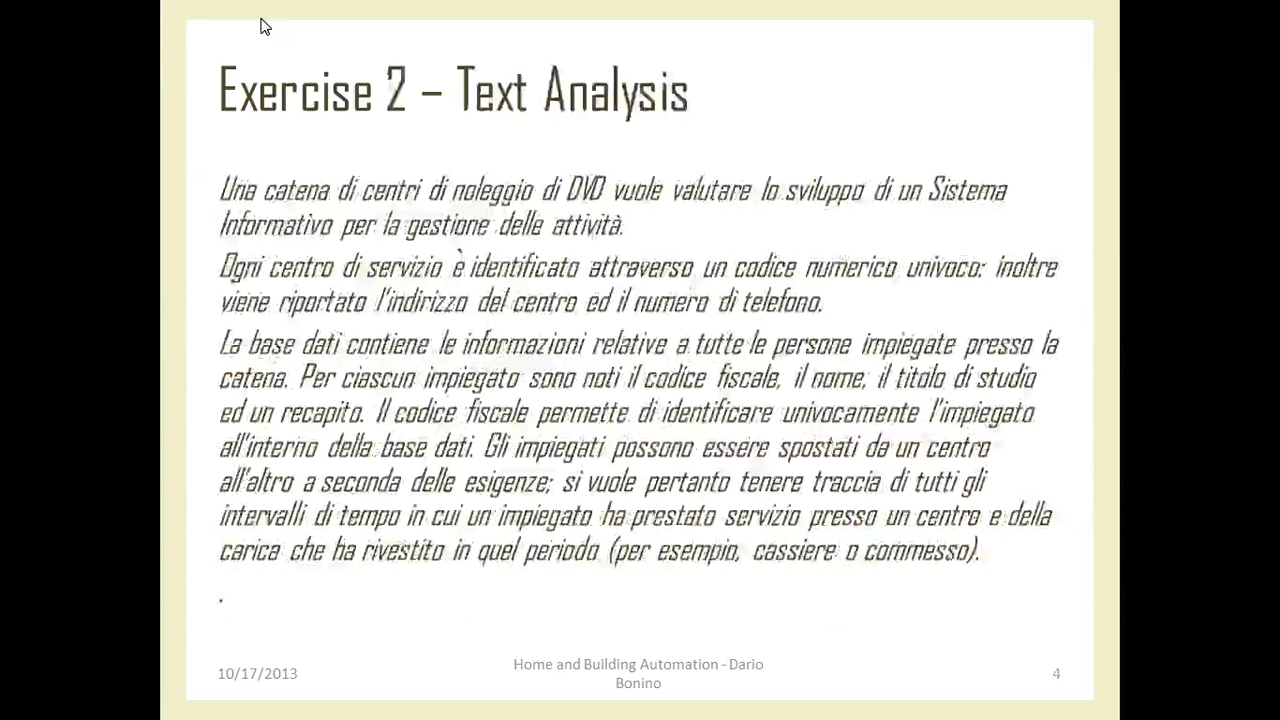 Exercise 2 – Text Analysis
Una catena di centri di noleggio di DVD vuole valutare lo sviluppo di un Sistema
Informativo per la gestione delle attività.
Ogni centro di servizio è identificato attraverso un codice numerico univoco; inoltre
viene riportato l'indirizzo del centro ed il numero di telefono.
La base dati contiene le informazioni relative a tutte le persone impiegate presso la
catena. Per ciascun impiegato sono noti il codice fiscale, il nome, il titolo di studio
ed un recapito. Il codice fiscale permette di identificare univocamente l'impiegato
all'interno della base dati. Gli impiegati possono essere spostati da un centro
all'altro a seconda delle esigenze; si vuole pertanto tenere traccia di tutti gli
intervalli di tempo in cui un impiegato ha prestato servizio presso un centro e della
carica che ha rivestito in quel periodo (per esempio, cassiere o commesso).
.
10/17/2013
Home and Building Automation - Dario
Bonino
4